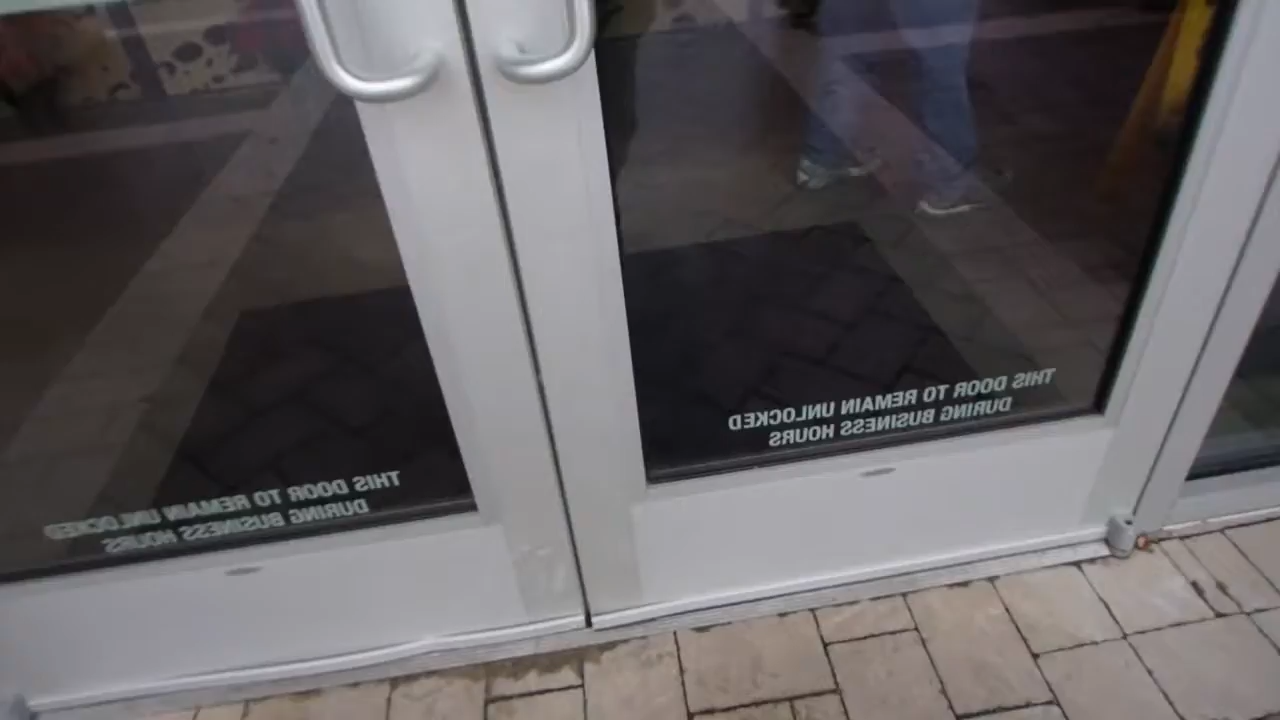 THIS DOOR TO REMAIN UNLOCKED
DURING BUSINESS HOURS
THIS DOOR TO REMAIN UNLOCKED
DURING BUSINESS HOURS